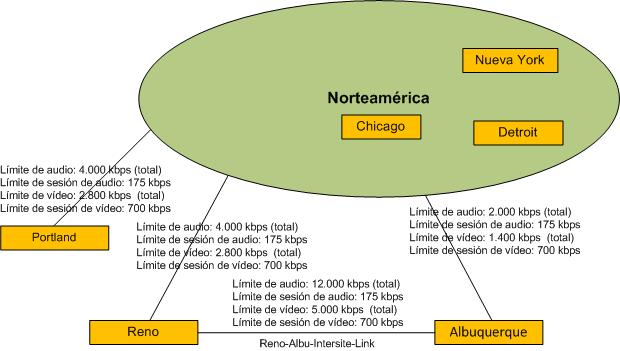 Nueva York
Norteamérica
Chicago
Detroit
Límite de audio: 4.000 kbps (total)
Límite de sesión de audio: 175 kbps
Límite de vídeo: 2.800 kbps (total)
Límite de sesión de vídeo: 700 kbps
Portland
Límite de audio: 4.000 kbps (total)
Límite de sesión de audio: 175 kbps
Límite de vídeo: 2.800 kbps (total)
Límite de sesión de vídeo: 700 kbps
Límite de audio: 2.000 kbps (total)
Límite de sesión de audio: 175 kbps
Límite de vídeo: 1.400 kbps (total)
Límite de sesión de vídeo: 700 kbps
Límite de audio: 12.000 kbps (total)
Límite de sesión de audio: 175 kbps
Límite de vídeo: 5.000 kbps (total)
Límite de sesión de vídeo: 700 kbps
Reno
Albuquerque
Reno-Albu-Intersite-Link